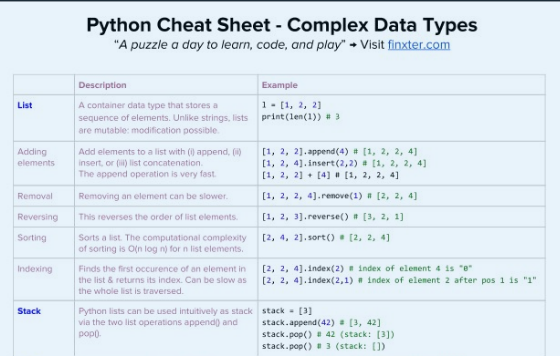 Python Cheat Sheet - Complex Data Types
“A puzzle a day to learn, code, and play” → Visit finxter.com
Description Example
List A container data type that stores a l = [1, 2, 2]
sequence of elements. Unlike strings, lists print(len(l)) # 3
are mutable: modification possible.
Adding Add elements to a list with (i) append, (ii) [1, 2, 2].append(4) # [1, 2, 2, 4]
elements insert, or (iii) list concatenation. [1, 2, 4].insert(2,2) # [1, 2, 2, 4]
The append operation is very fast. [1, 2, 2] + [4] # [1, 2, 2, 4]
Removal Removing an element can be slower. [1, 2, 2, 4].remove(1) # [2, 2, 4]
Reversing This reverses the order of list elements. [1, 2, 3].reverse() # [3, 2, 1]
Sorting Sorts a list. The computational complexity [2, 4, 2].sort() # [2, 2, 4]
of sorting is O(n log n) for n list elements.
Indexing Finds the first occurence of an element in [2, 2, 4].index(2) # index of element 4 is "0"
the list & returns its index. Can be slow as [2, 2, 4].index(2,1) # index of element 2 after pos 1 is "1"
the whole list is traversed.
Stack Python lists can be used intuitively as stack stack = [3]
via the two list operations append() and stack.append(42) # [3, 42]
pop(). stack.pop() # 42 (stack: [3])
stack.pop() # 3 (stack: [])